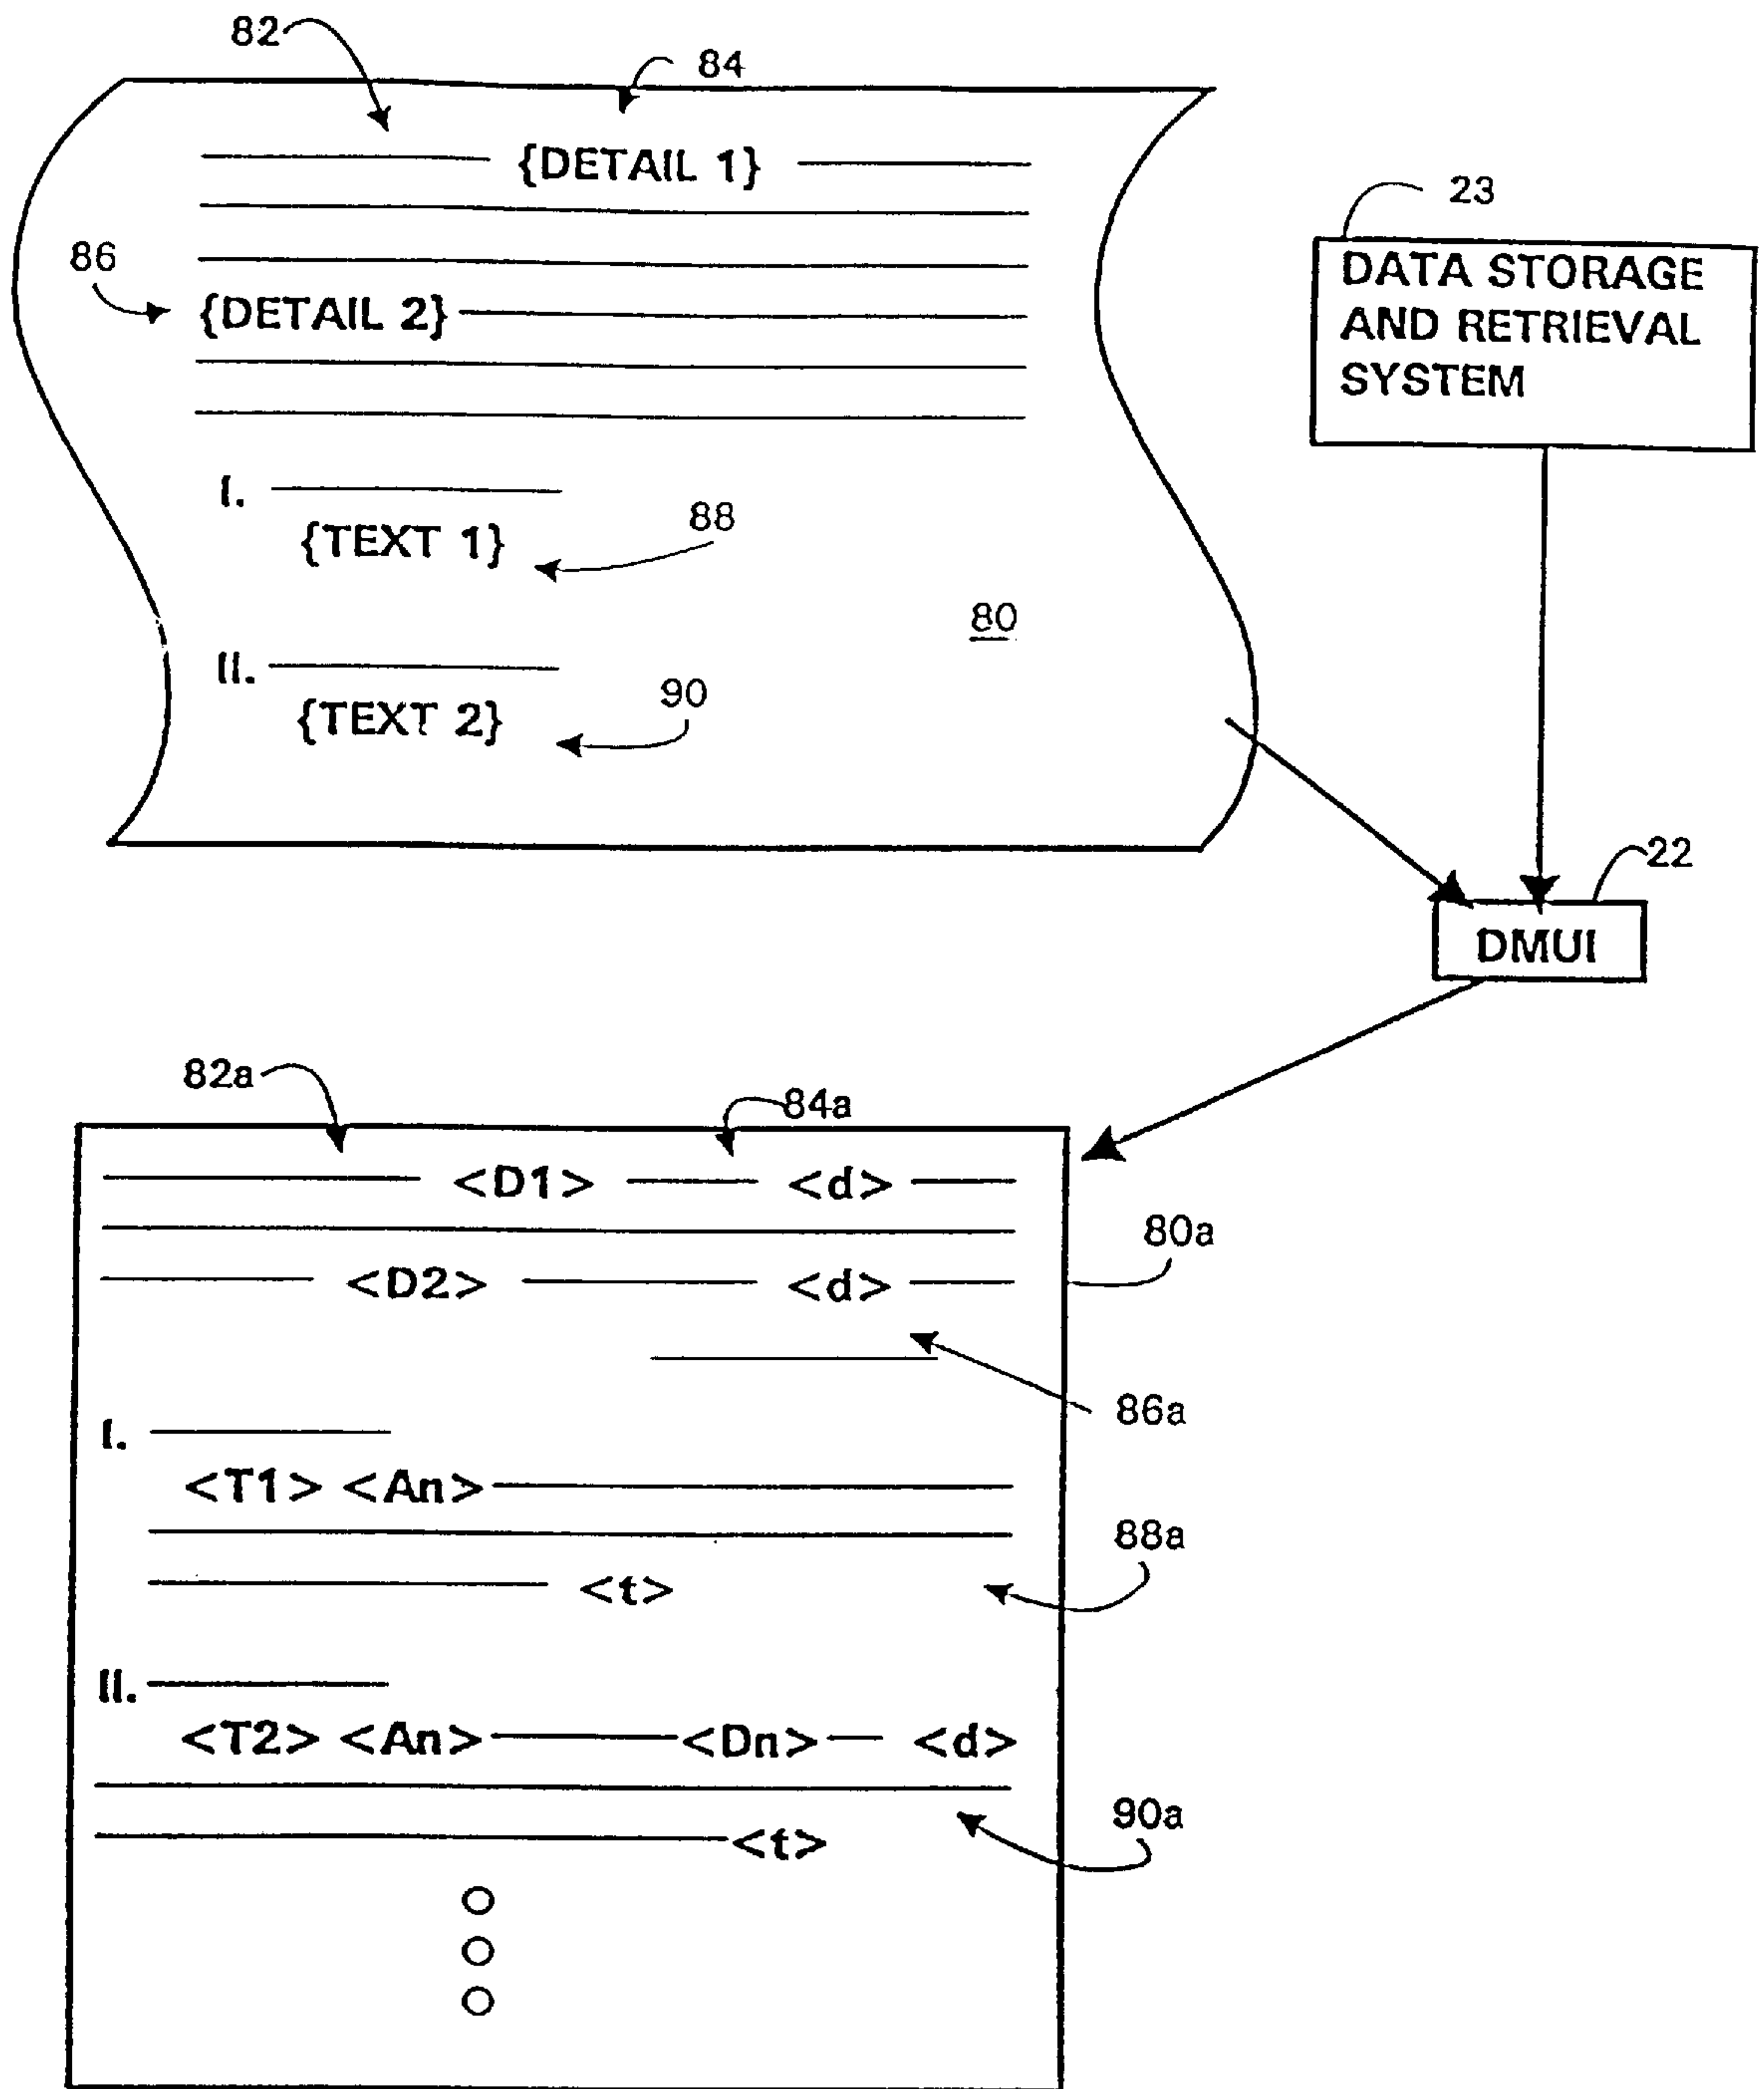 82
84
{DETAIL 1}
86
{DETAIL 2}
I.
{TEXT 1}
88
80
II.
{TEXT 2}
90
23
DATA STORAGE
AND RETRIEVAL
SYSTEM
22
DMUI
82a
84a
<D1> <d>
80a
<D2> <d>
86a
I.
<T1> <An>
88a
<t>
II.
<T2> <An> <Dn> <d>
90a
<t>